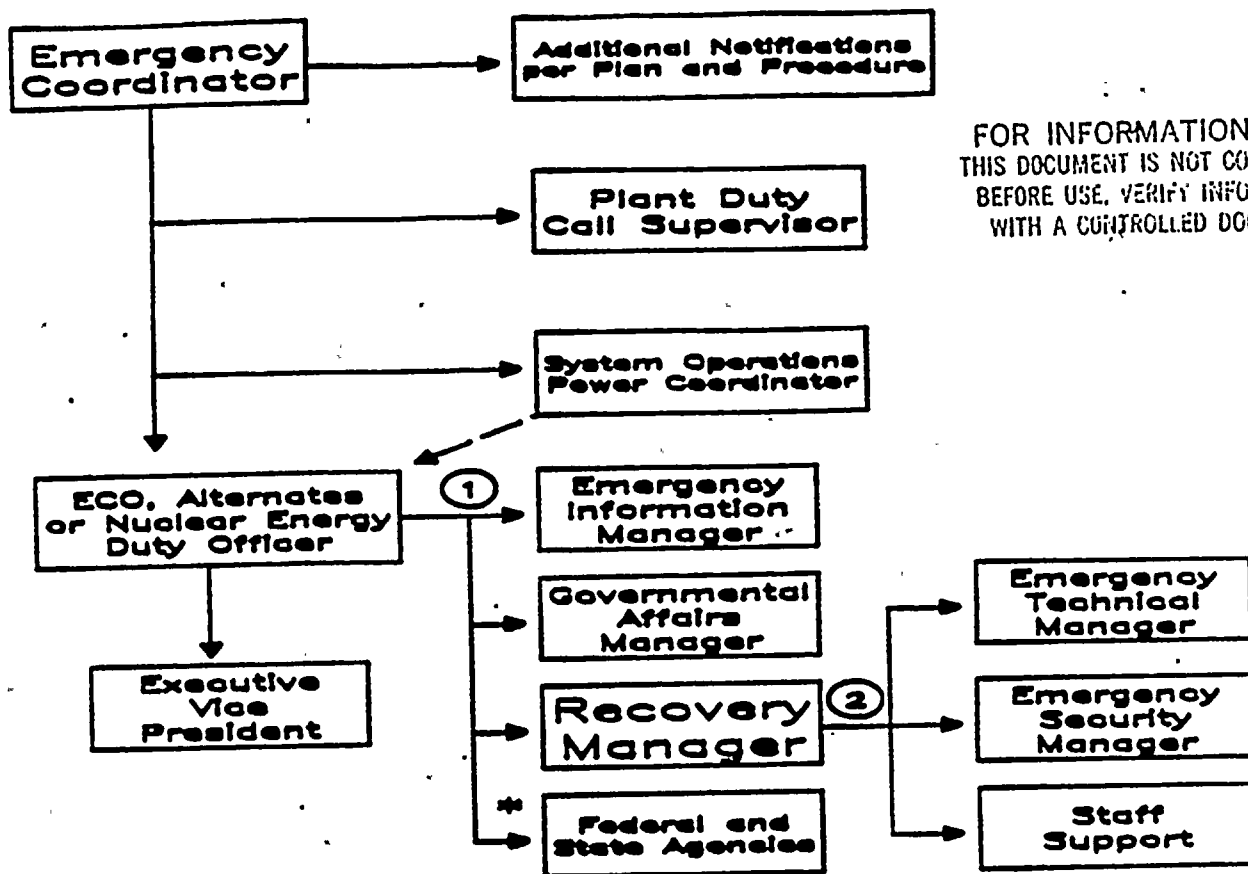 Emergency
Coordinator
Additional Notifications
per Plan and Procedure
FOR INFORMATION
THIS DOCUMENT IS NOT CO
BEFORE USE, VERIFY INFO
WITH A CONTROLLED DO
Plant Duty
Call Supervisor
System Operations
Power Coordinator
ECO, Alternates
or Nuclear Energy
Duty Officer
1
Emergency
Information
Manager
Governmental
Affairs
Manager
Emergency
Technical
Manager
Executive
Vice
President
Recovery
Manager
2
Emergency
Security
Manager
*
Federal and
State Agencies
Staff
Support